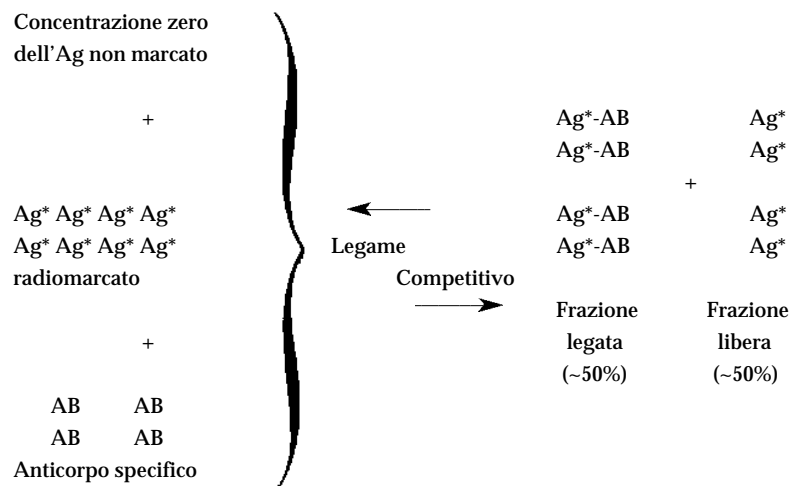 Concentrazione zero
dell'Ag non marcato
+
Ag* Ag* Ag* Ag*
Ag* Ag* Ag* Ag*
radiomarcato
+
AB AB
AB AB
Anticorpo specifico
Legame
Competitivo
Ag*-AB Ag*
Ag*-AB Ag*
+
Ag*-AB Ag*
Ag*-AB Ag*
Frazione Frazione
legata libera
(~50%) (~50%)